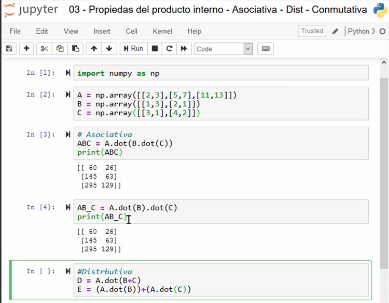 jupyter 03 - Propiedas del producto interno - Asociativa - Dist - Conmutativa
File Edit View Insert Cell Kernel Help Trusted Python 3
Run Code
In [1]: import numpy as np
In [2]: A = np.array([[2,3],[5,7],[11,13]])
B = np.array([[1,3],[2,1]])
C = np.array([[3,1],[4,2]])
In [3]: # Asociativa
ABC = A.dot(B.dot(C))
print(ABC)
[[ 60 26]
[145 63]
[295 129]]
In [4]: AB_C = A.dot(B).dot(C)
print(AB_C)
[[ 60 26]
[145 63]
[295 129]]
In [ ]: #Distrbutiva
D = A.dot(B+C)
E = (A.dot(B))+(A.dot(C))